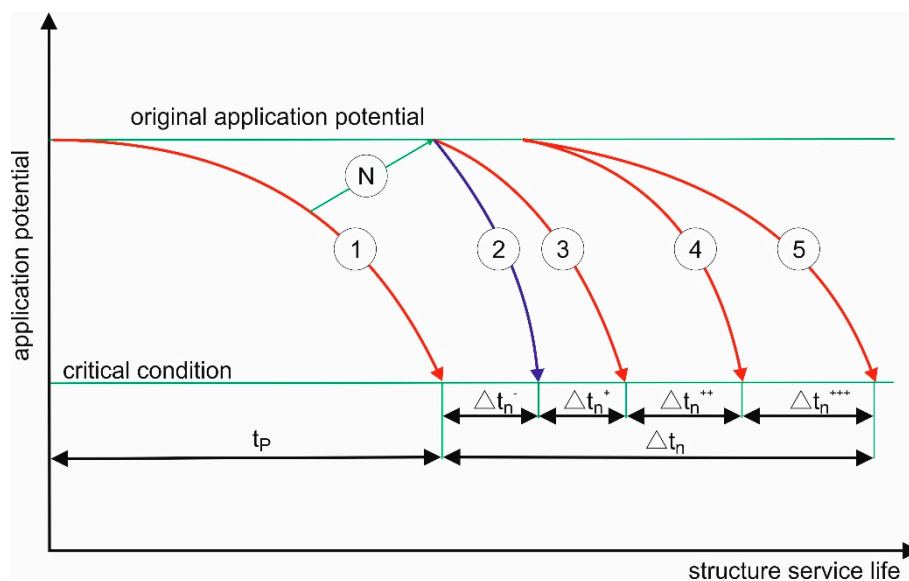 application potential
original application potential
N
1
2
3
4
5
critical condition
△tₙ⁻
△tₙ⁺
△tₙ⁺⁺
△tₙ⁺⁺⁺
tₚ
△tₙ
structure service life